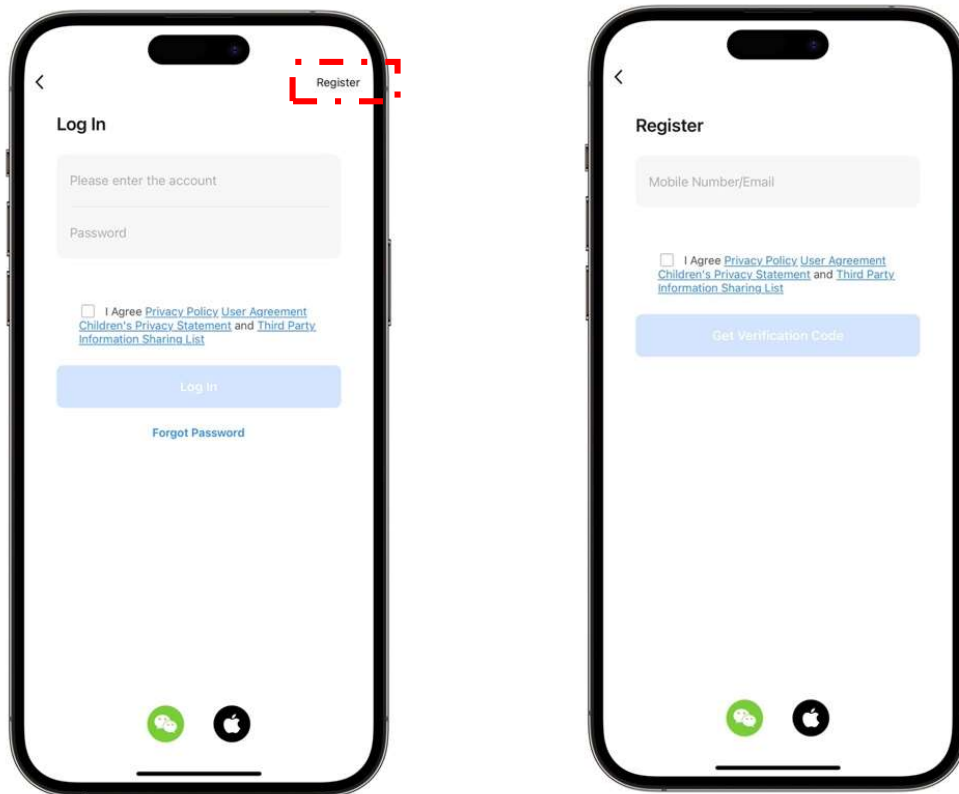 Register
Log In
Please enter the account
Password
I Agree Privacy Policy User Agreement
Children's Privacy Statement and Third Party
Information Sharing List
Log in
Forgot Password
Register
Mobile Number/Email
I Agree Privacy Policy User Agreement
Children's Privacy Statement and Third Party
Information Sharing List
Get Verification Code